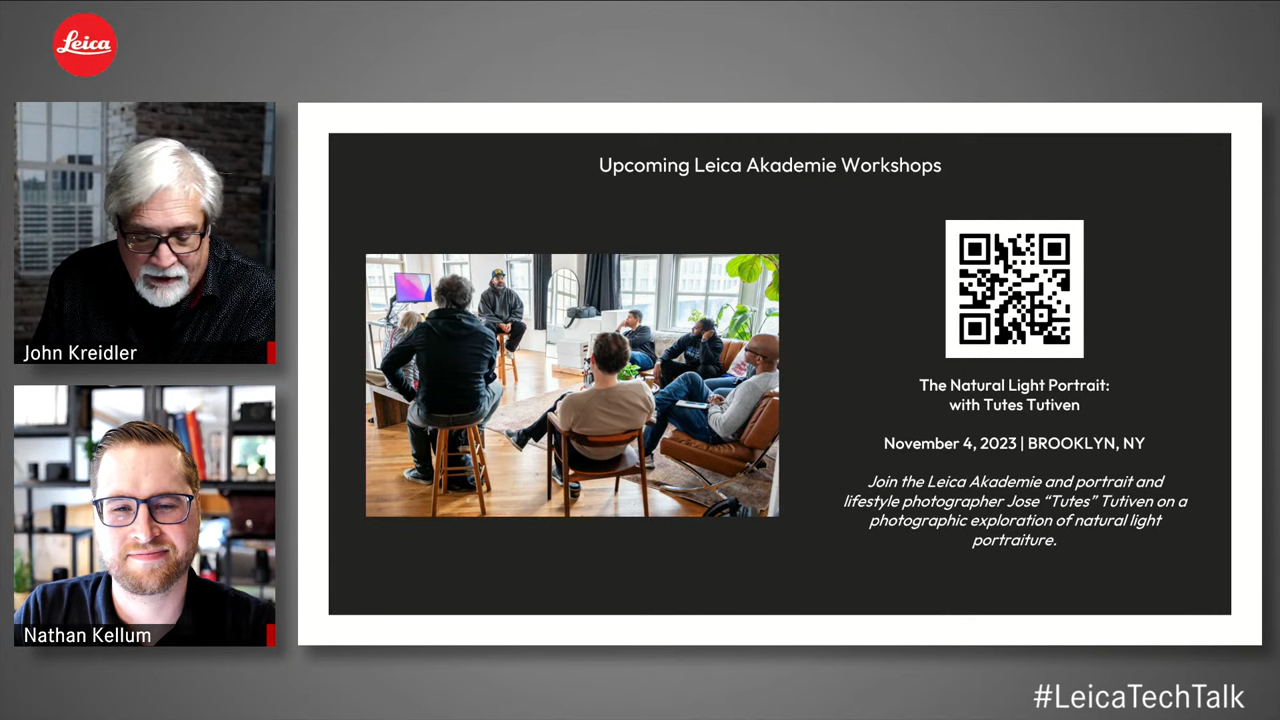 Leica
John Kreidler
Nathan Kellum
Upcoming Leica Akademie Workshops
The Natural Light Portrait:
with Tutes Tutiven
November 4, 2023 | BROOKLYN, NY
Join the Leica Akademie and portrait and
lifestyle photographer Jose “Tutes” Tutiven on a
photographic exploration of natural light
portraiture.
#LeicaTechTalk